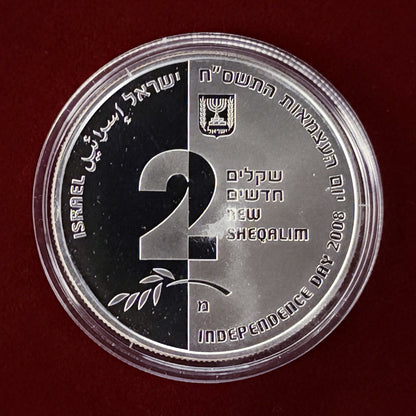 ISRAEL إسرائيل ישראל
יום העצמאות התשס"ח
2
שקלים
חדשים
NEW
SHEQALIM
מ
INDEPENDENCE DAY 2008